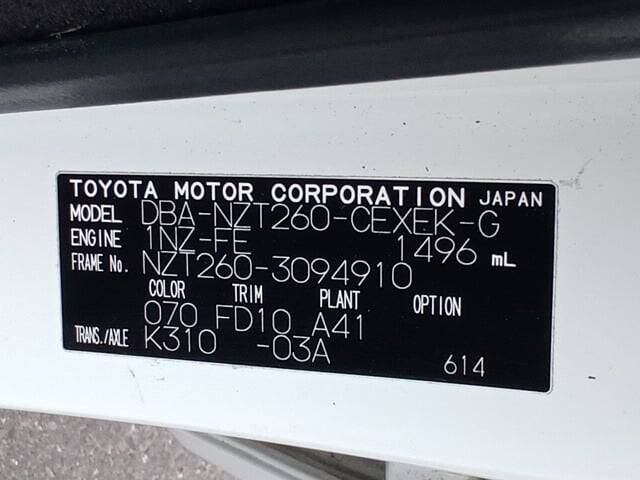 TOYOTA MOTOR CORPORATION JAPAN
MODEL DBA-NZT260-CEXEK-G
ENGINE 1NZ-FE 1496 mL
FRAME No. NZT260-3094910
COLOR TRIM PLANT OPTION
070 FD10 A41
TRANS./AXLE K310 -03A
614